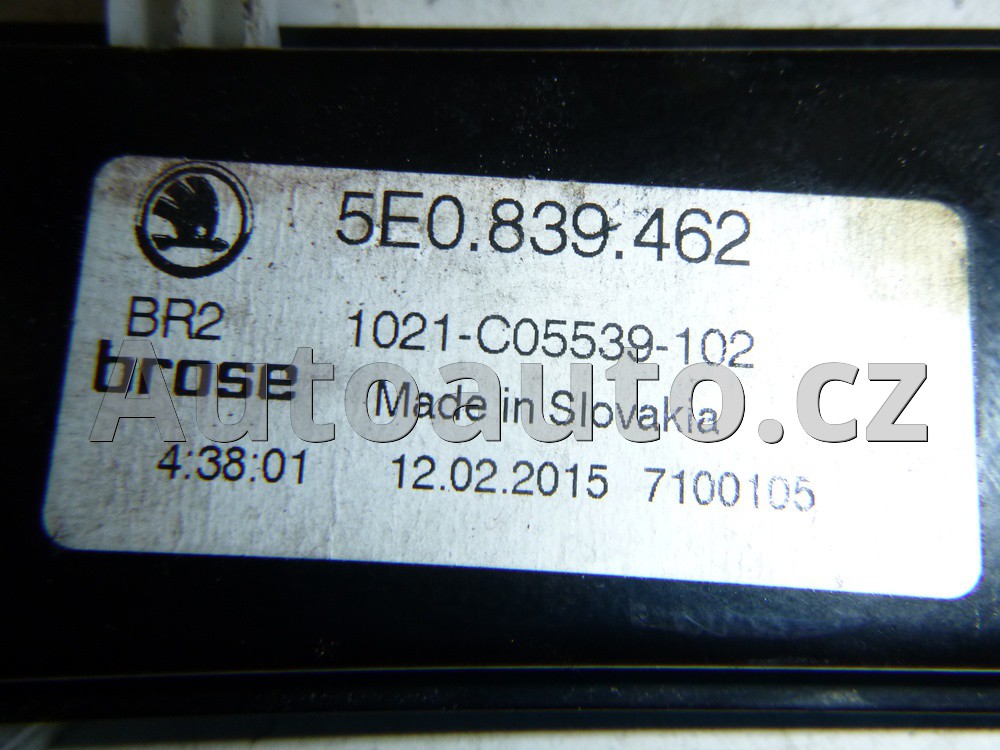 5E0.839.462
BR2 1021-C05539-102
brose Made in Slovakia
Autoauto.cz
4:38:01 12.02.2015 7100105